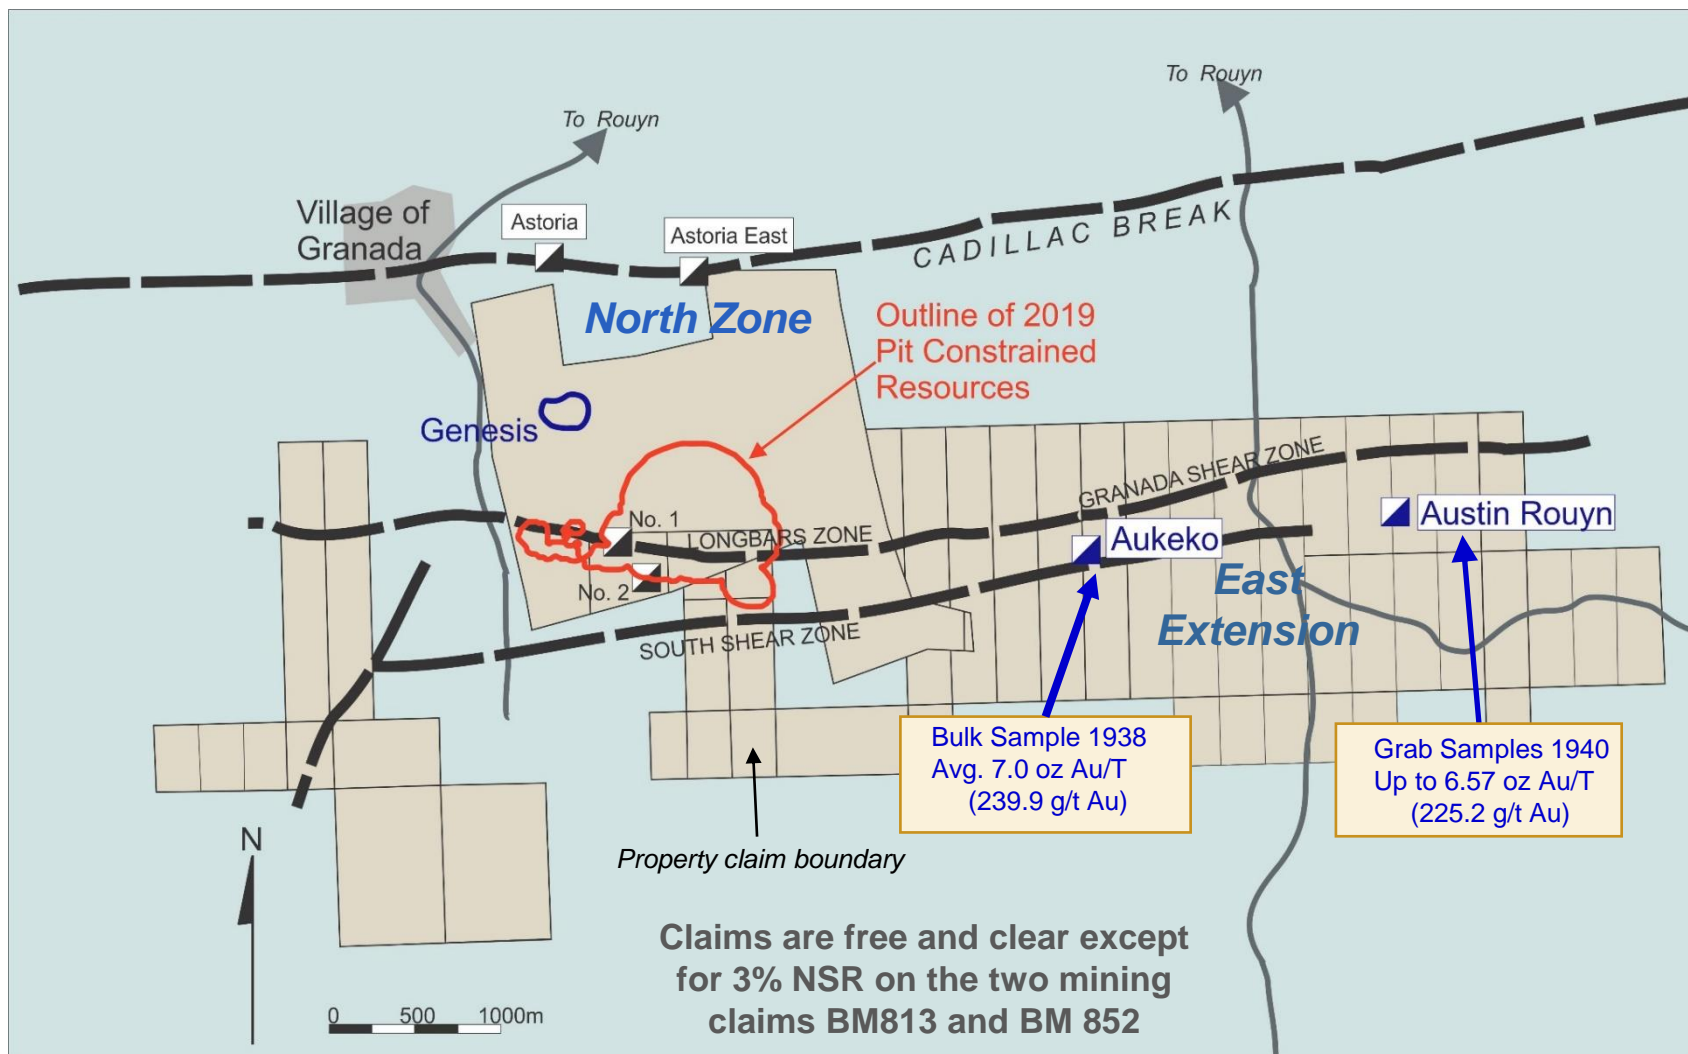 To Rouyn
To Rouyn
Village of
Granada
Astoria
Astoria East
CADILLAC BREAK
North Zone
Outline of 2019
Pit Constrained
Resources
Genesis
GRANADA SHEAR ZONE
No. 1
LONGBARS ZONE
Austin Rouyn
Aukeko
No. 2
East
Extension
SOUTH SHEAR ZONE
Bulk Sample 1938
Avg. 7.0 oz Au/T
(239.9 g/t Au)
Grab Samples 1940
Up to 6.57 oz Au/T
(225.2 g/t Au)
N
Property claim boundary
Claims are free and clear except
for 3% NSR on the two mining
claims BM813 and BM 852
0 500 1000m